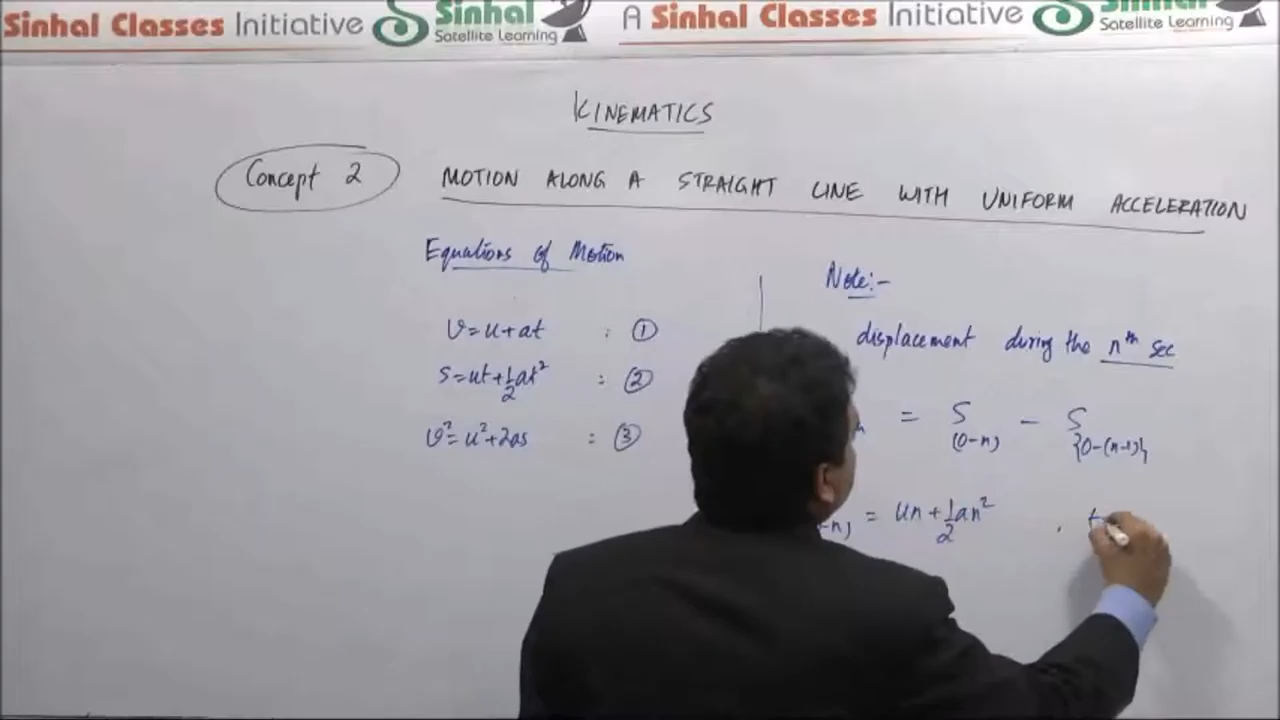 Sinhal Classes Initiative Sinhal Satellite Learning A Sinhal Classes Initiative Sinhal Satellite Learning
KINEMATICS
Concept 2 MOTION ALONG A STRAIGHT LINE WITH UNIFORM ACCELERATION
Equations of Motion
v=u+at : ①
s=ut+½at² : ②
v²=u²+2as : ③
Note:-
displacement during the nᵗʰ sec
= S(0-n) - S{0-(n-1)}
-n) = un+½an² , t